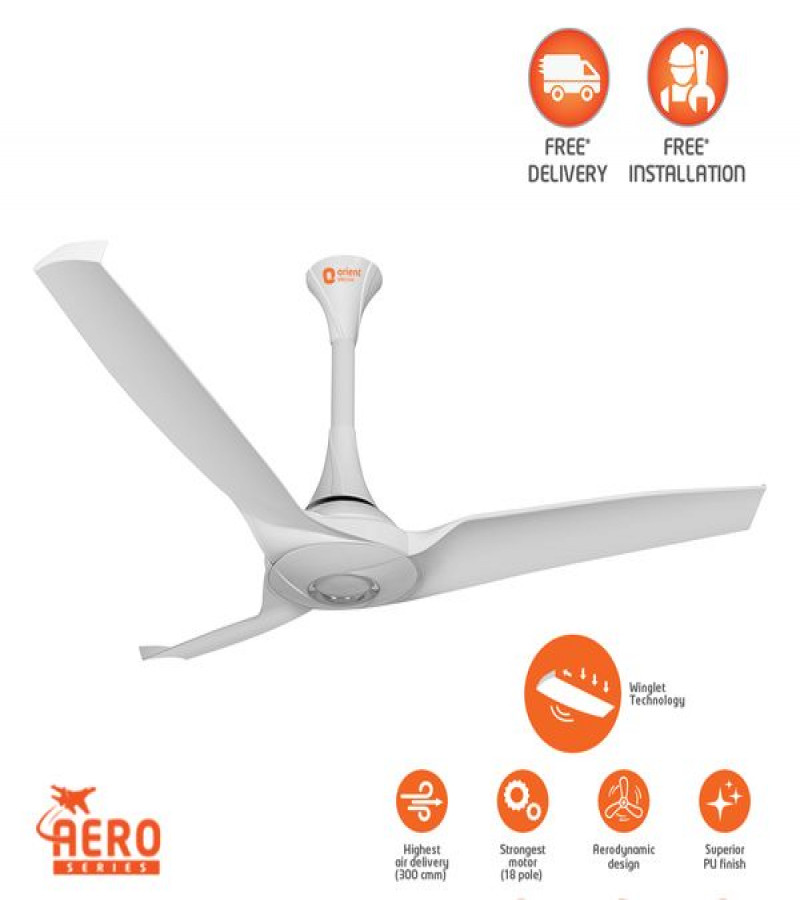 FREE*
DELIVERY
FREE*
INSTALLATION
orient
Winglet
Technology
AERO
SERIES
Highest
air delivery
(300 cmm)
Strongest
motor
(18 pole)
Aerodynamic
design
Superior
PU finish